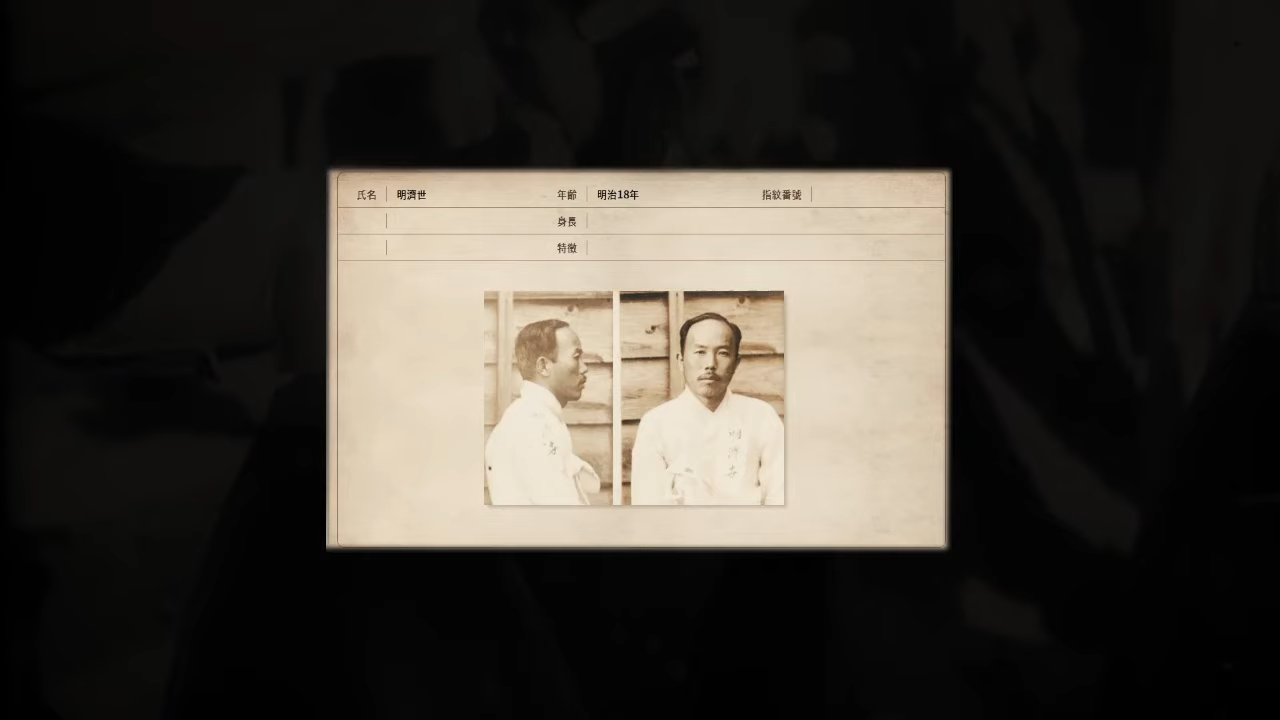 氏名 明濟世 年齡 明治18年 指紋番號
身長
特徵